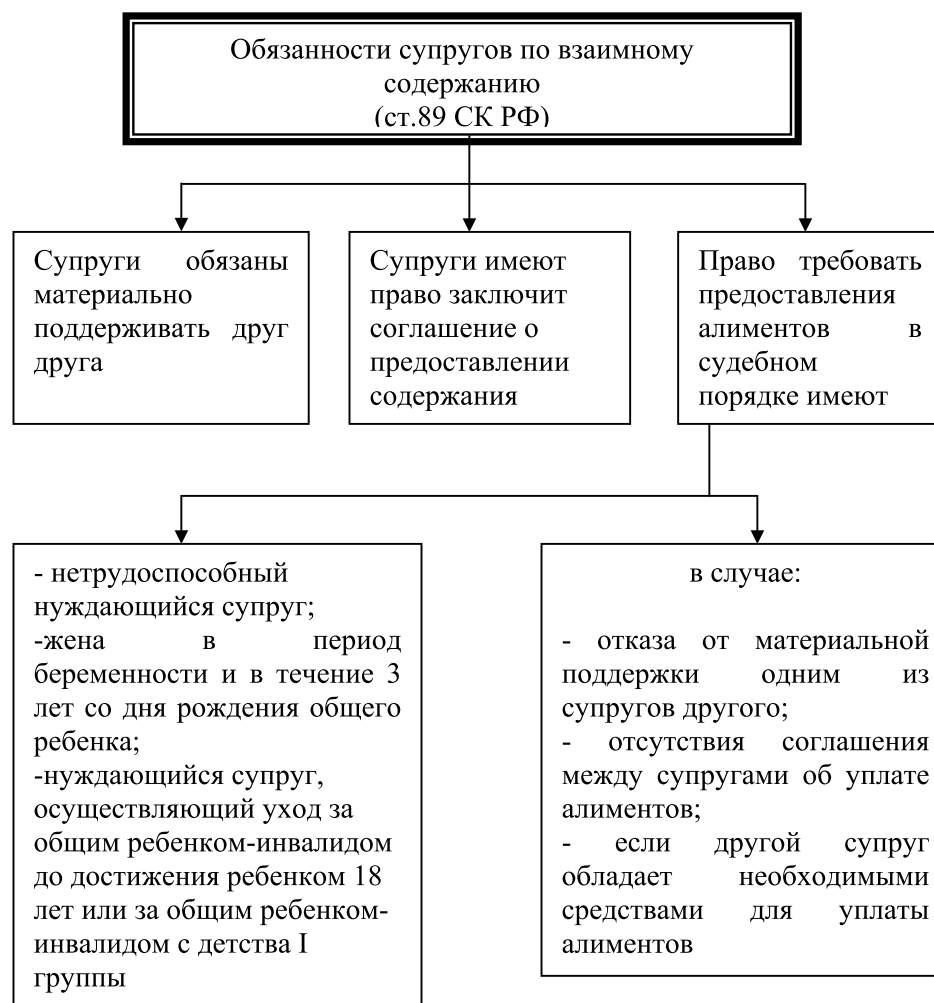 Обязанности супругов по взаимному
содержанию
(ст.89 СК РФ)
Супруги обязаны
материально
поддерживать друг
друга
Супруги имеют
право заключит
соглашение о
предоставлении
содержания
Право требовать
предоставления
алиментов в
судебном
порядке имеют
- нетрудоспособный
нуждающийся супруг;
-жена в период
беременности и в течение 3
лет со дня рождения общего
ребенка;
-нуждающийся супруг,
осуществляющий уход за
общим ребенком-инвалидом
до достижения ребенком 18
лет или за общим ребенком-
инвалидом с детства I
группы
в случае:
- отказа от материальной
поддержки одним из
супругов другого;
- отсутствия соглашения
между супругами об уплате
алиментов;
- если другой супруг
обладает необходимыми
средствами для уплаты
алиментов